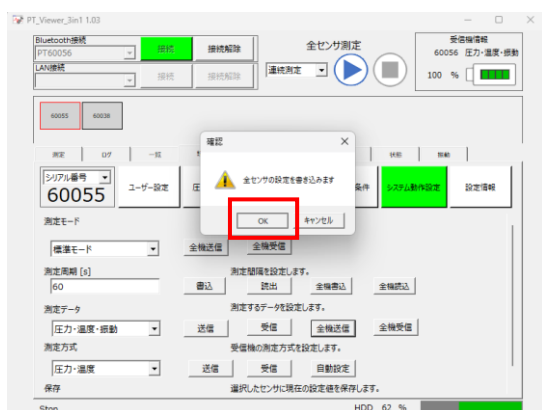 PT_Viewer_3in1 1.03
Bluetooth接続
PT60056 接続 接続解除
LAN接続
接続 接続解除
全センサ測定
連続測定
受信機情報
60056 圧力・温度・振動
100 %
60055 60038
測定 ログ 一括 状態 振動
シリアル番号
60055
ユーザー設定 圧 条件 システム動作設定 設定情報
確認
全センサの設定を書き込みます
OK キャンセル
測定モード
標準モード 全機送信 全機受信
測定周期 [s] 測定間隔を設定します。
60 書込 読出 全機書込 全機読込
測定データ 測定するデータを設定します。
圧力・温度・振動 送信 受信 全機送信 全機受信
測定方式 受信機の測定方式を設定します。
圧力・温度 送信 受信 自動設定
保存 選択したセンサに現在の設定値を保存します。
Stop HDD 62 %